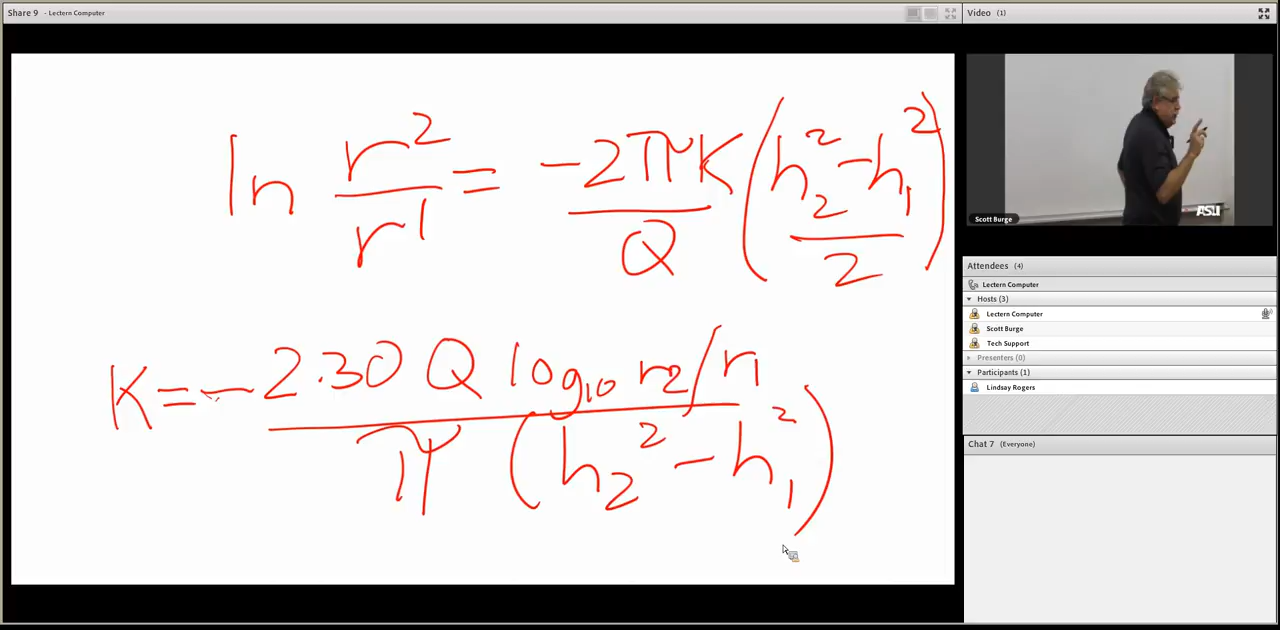 Share 9 - Lectern Computer
ln r2/r1 = -2πK/Q ((h₂² - h₁²)/2)
K = - 2.30 Q log₁₀ r₂/r₁ / π (h₂² - h₁²)
Video (1)
Scott Burge
ASU
Attendees (4)
Lectern Computer
Hosts (3)
Lectern Computer
Scott Burge
Tech Support
Presenters (0)
Participants (1)
Lindsay Rogers
Chat 7 (Everyone)